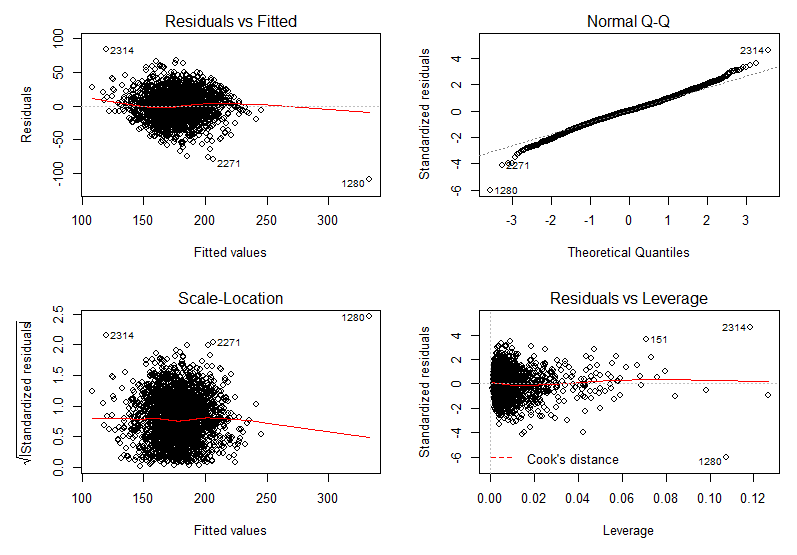 Residuals vs Fitted
Residuals
100
50
0
-50
-100
2314
2271
1280
100 150 200 250 300
Fitted values
Normal Q-Q
Standardized residuals
4
2
0
-2
-4
-6
2314
2271
1280
-3 -2 -1 0 1 2 3
Theoretical Quantiles
Scale-Location
√|Standardized residuals|
2.5
2.0
1.5
1.0
0.5
0.0
1280
2314
2271
100 150 200 250 300
Fitted values
Residuals vs Leverage
Standardized residuals
4
2
0
-2
-4
-6
2314
151
1280
Cook's distance
0.00 0.02 0.04 0.06 0.08 0.10 0.12
Leverage